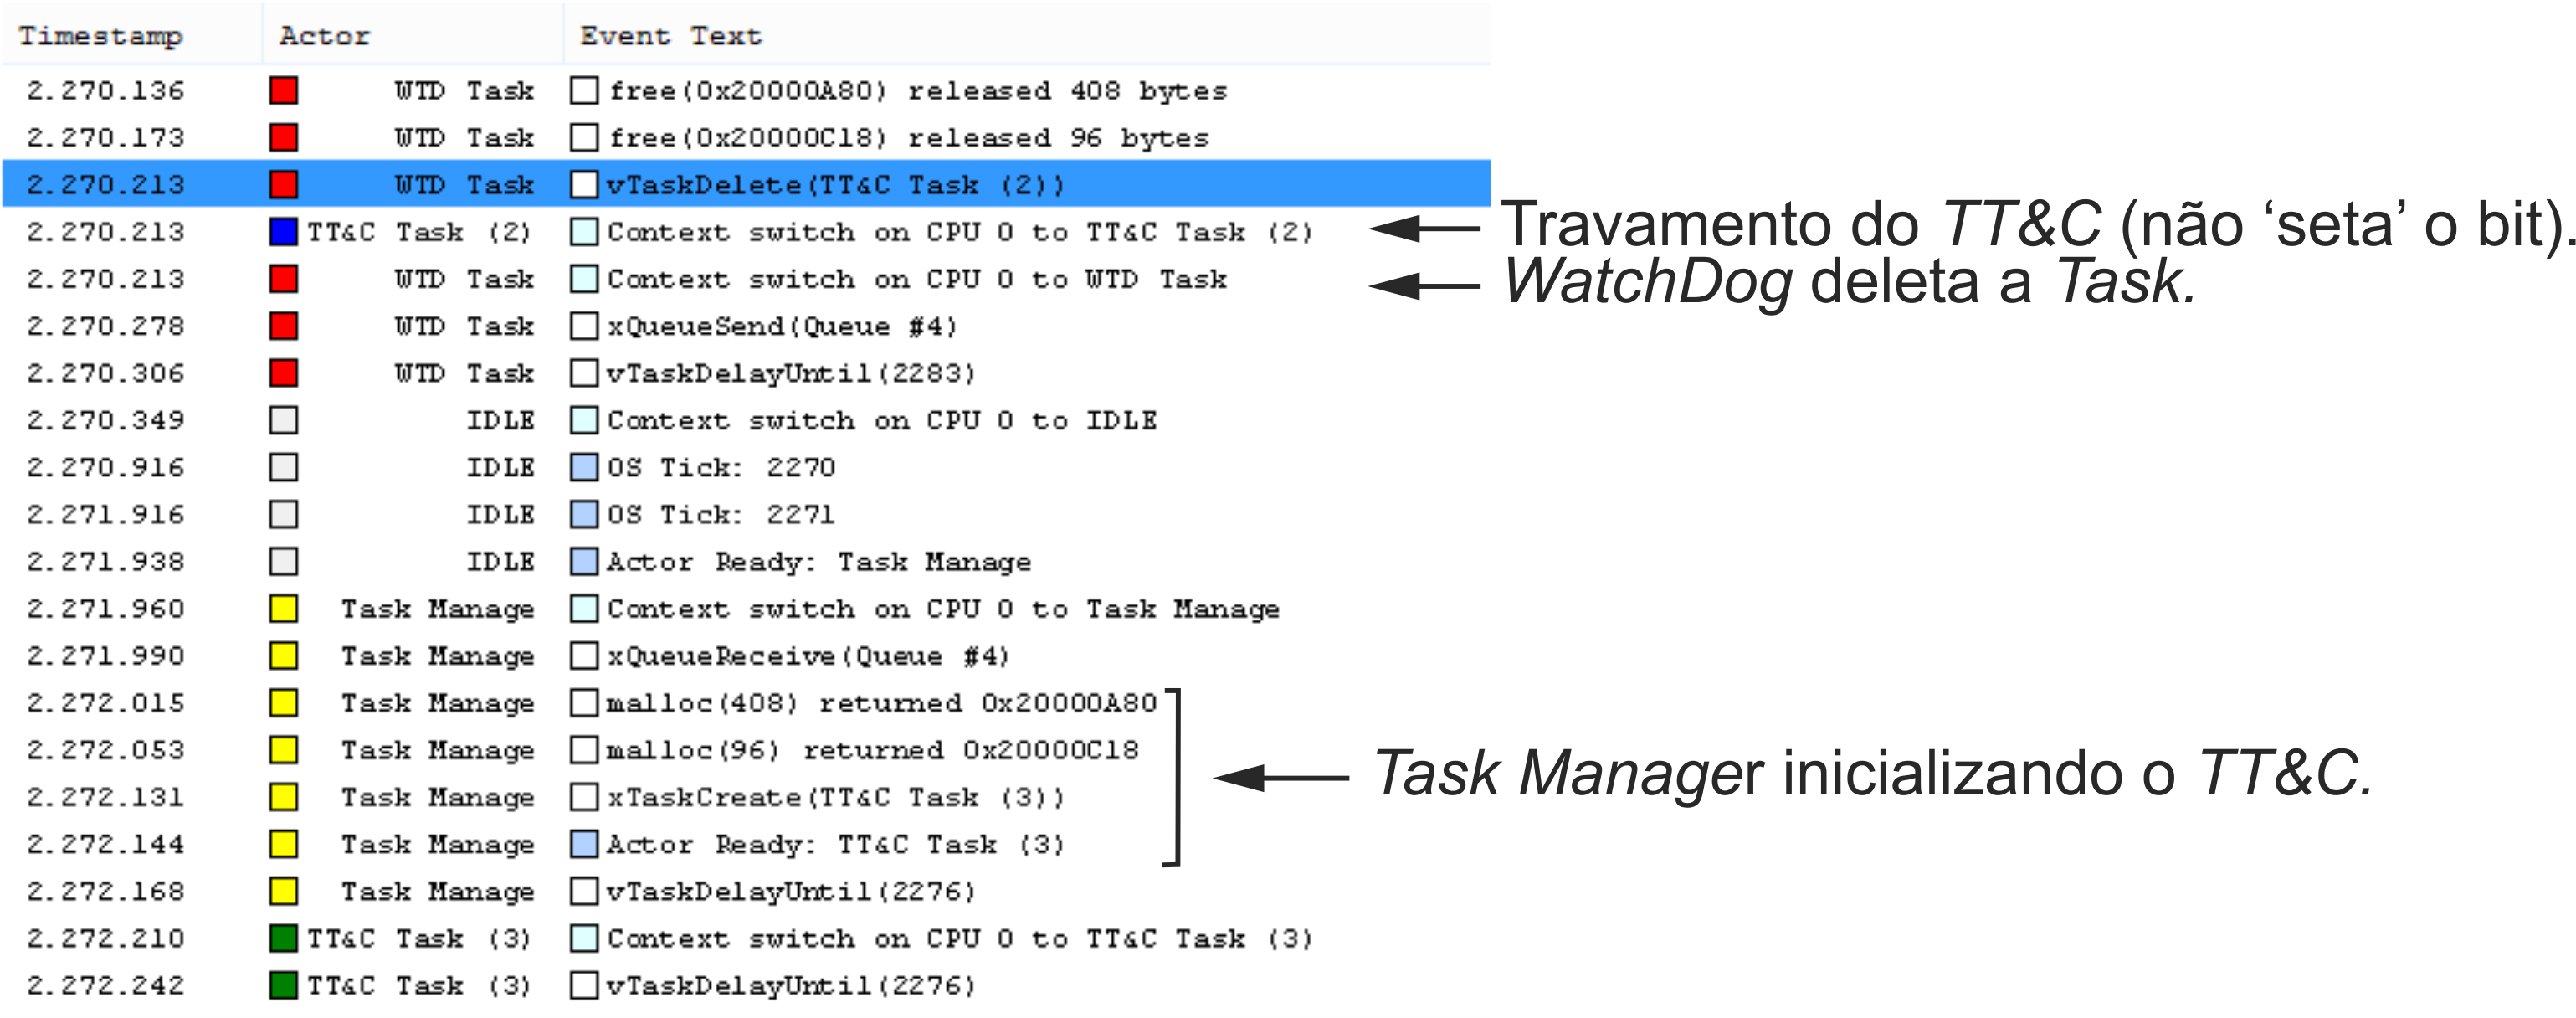 Timestamp Actor Event Text
2.270.136 WTD Task free(0x20000A80) released 408 bytes
2.270.173 WTD Task free(0x20000C18) released 96 bytes
2.270.213 WTD Task vTaskDelete(TT&C Task (2))
2.270.213 TT&C Task (2) Context switch on CPU 0 to TT&C Task (2) Travamento do TT&C (não ‘seta’ o bit).
2.270.213 WTD Task Context switch on CPU 0 to WTD Task WatchDog deleta a Task.
2.270.278 WTD Task xQueueSend(Queue #4)
2.270.306 WTD Task vTaskDelayUntil(2283)
2.270.349 IDLE Context switch on CPU 0 to IDLE
2.270.916 IDLE OS Tick: 2270
2.271.916 IDLE OS Tick: 2271
2.271.938 IDLE Actor Ready: Task Manage
2.271.960 Task Manage Context switch on CPU 0 to Task Manage
2.271.990 Task Manage xQueueReceive(Queue #4)
2.272.015 Task Manage malloc(408) returned 0x20000A80
2.272.053 Task Manage malloc(96) returned 0x20000C18 Task Manager inicializando o TT&C.
2.272.131 Task Manage xTaskCreate(TT&C Task (3))
2.272.144 Task Manage Actor Ready: TT&C Task (3)
2.272.168 Task Manage vTaskDelayUntil(2276)
2.272.210 TT&C Task (3) Context switch on CPU 0 to TT&C Task (3)
2.272.242 TT&C Task (3) vTaskDelayUntil(2276)